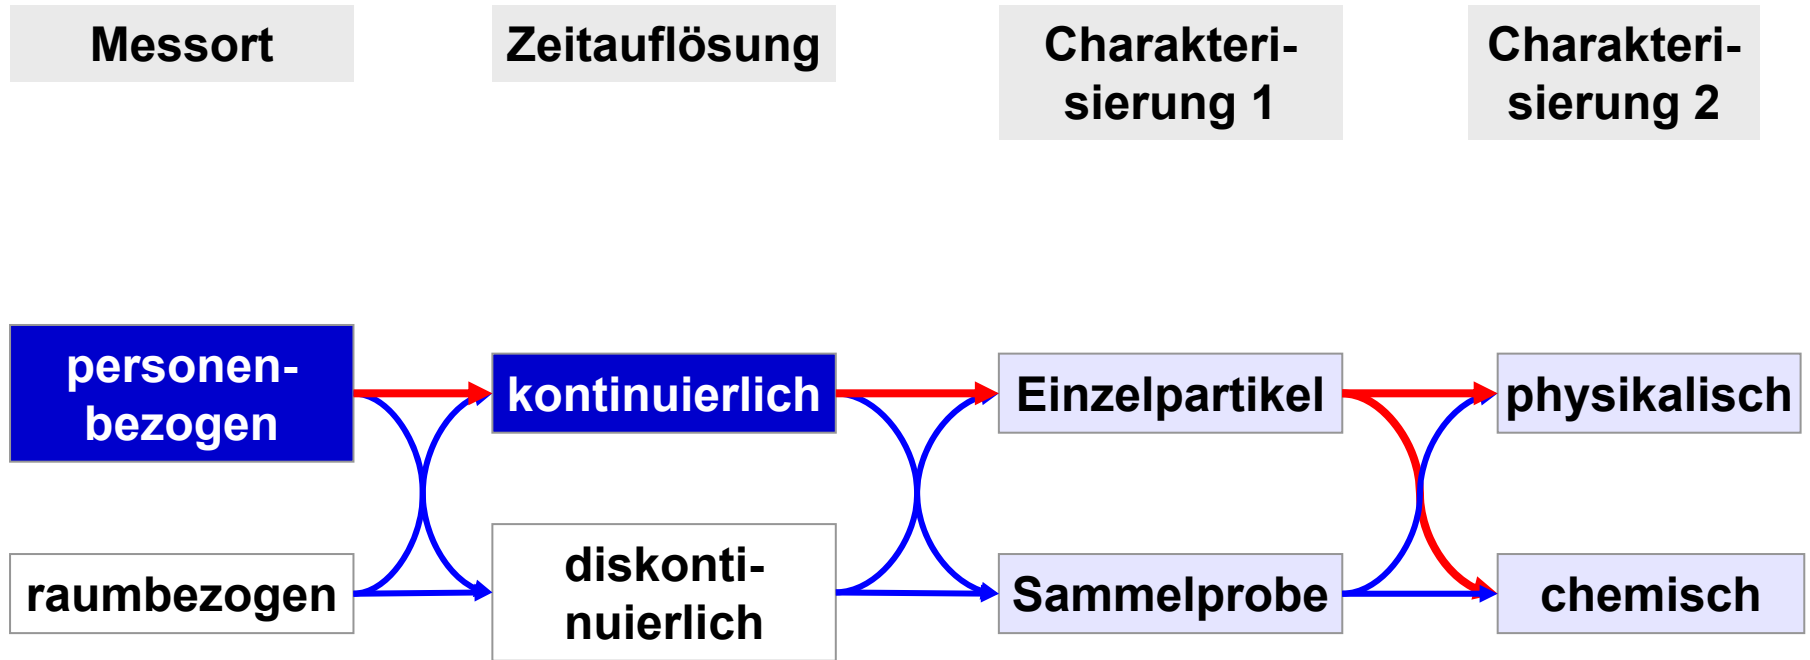 Messort
Zeitauflösung
Charakteri-
sierung 1
Charakteri-
sierung 2
personen-
bezogen
kontinuierlich
Einzelpartikel
physikalisch
raumbezogen
diskonti-
nuierlich
Sammelprobe
chemisch